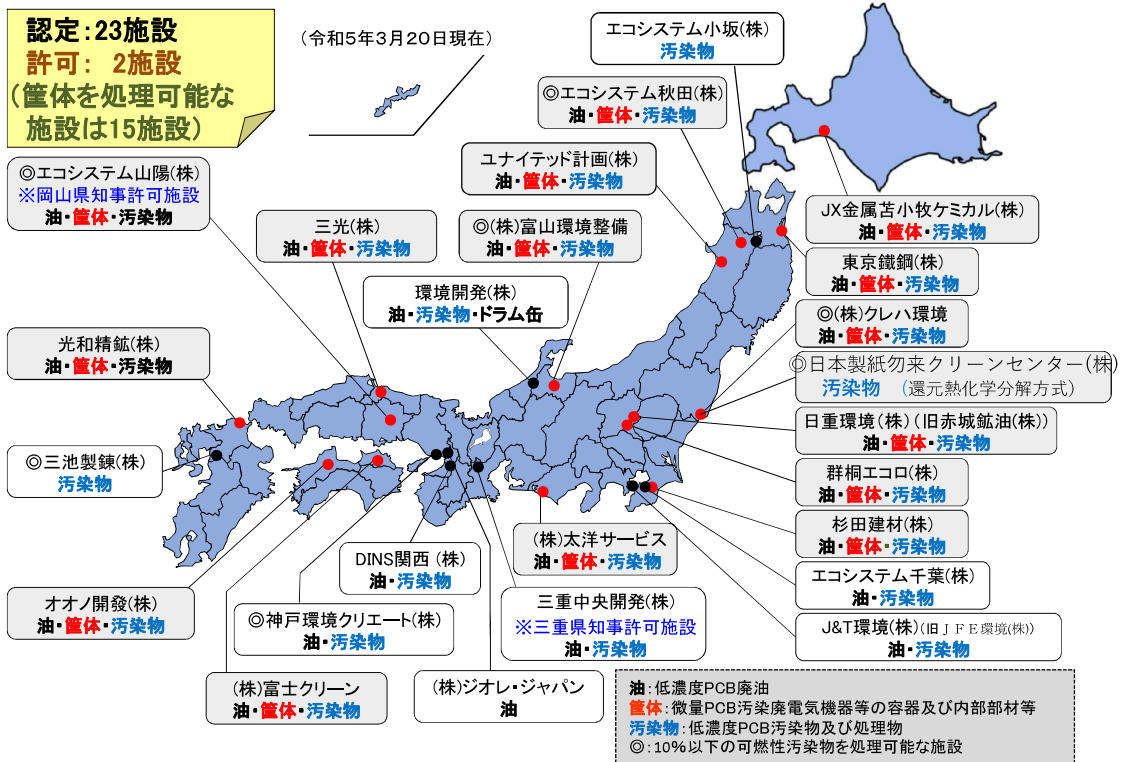 認定：23施設
許可： 2施設
(筐体を処理可能な
施設は15施設)
(令和5年3月20日現在)
エコシステム小坂(株)
汚染物
◎エコシステム秋田(株)
油・筐体・汚染物
ユナイテッド計画(株)
油・筐体・汚染物
◎エコシステム山陽(株)
※岡山県知事許可施設
油・筐体・汚染物
三光(株)
油・筐体・汚染物
◎(株)富山環境整備
油・筐体・汚染物
環境開発(株)
油・汚染物・ドラム缶
JX金属苫小牧ケミカル(株)
油・筐体・汚染物
東京鐵鋼(株)
油・筐体・汚染物
◎(株)クレハ環境
油・筐体・汚染物
◎日本製紙勿来クリーンセンター(株)
汚染物 (還元熱化学分解方式)
日重環境(株)(旧赤城鉱油(株))
油・筐体・汚染物
群桐エコロ(株)
油・筐体・汚染物
杉田建材(株)
油・筐体・汚染物
エコシステム千葉(株)
油・汚染物
J&T環境(株)(旧ＪＦＥ環境(株))
油・汚染物
光和精鉱(株)
油・筐体・汚染物
◎三池製錬(株)
汚染物
オオノ開發(株)
油・筐体・汚染物
DINS関西(株)
油・汚染物
◎神戸環境クリエート(株)
油・汚染物
(株)富士クリーン
油・筐体・汚染物
(株)ジオレ・ジャパン
油
(株)太洋サービス
油・筐体・汚染物
三重中央開発(株)
※三重県知事許可施設
油・汚染物
油：低濃度PCB廃油
筐体：微量PCB汚染廃電気機器等の容器及び内部部材等
汚染物：低濃度PCB汚染物及び処理物
◎：10%以下の可燃性汚染物を処理可能な施設